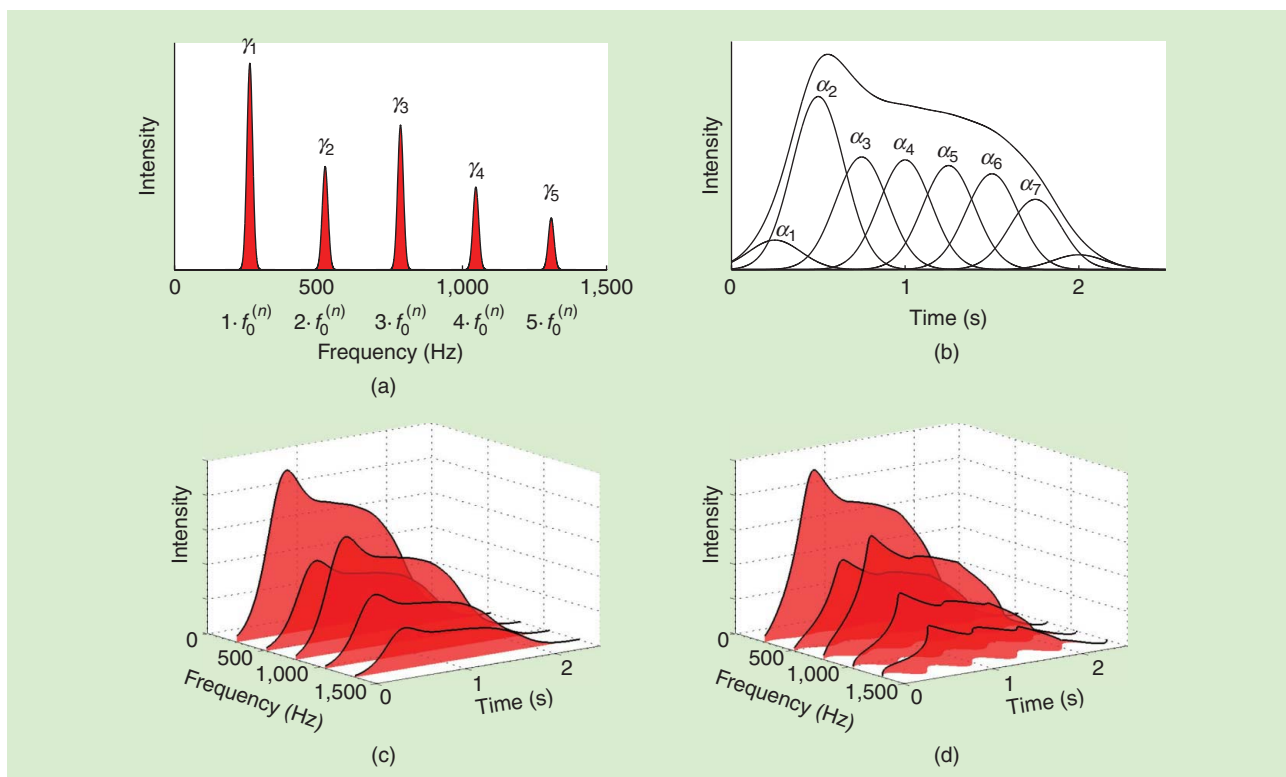 Intensity
γ1
γ2
γ3
γ4
γ5
0 500 1,000 1,500
1·f0(n) 2·f0(n) 3·f0(n) 4·f0(n) 5·f0(n)
Frequency (Hz)
(a)
Intensity
α1
α2
α3
α4
α5
α6
α7
0 1 2
Time (s)
(b)
Intensity
0
500
1,000
1,500
Frequency (Hz)
0
1
2
Time (s)
(c)
Intensity
0
500
1,000
1,500
Frequency (Hz)
0
1
2
Time (s)
(d)